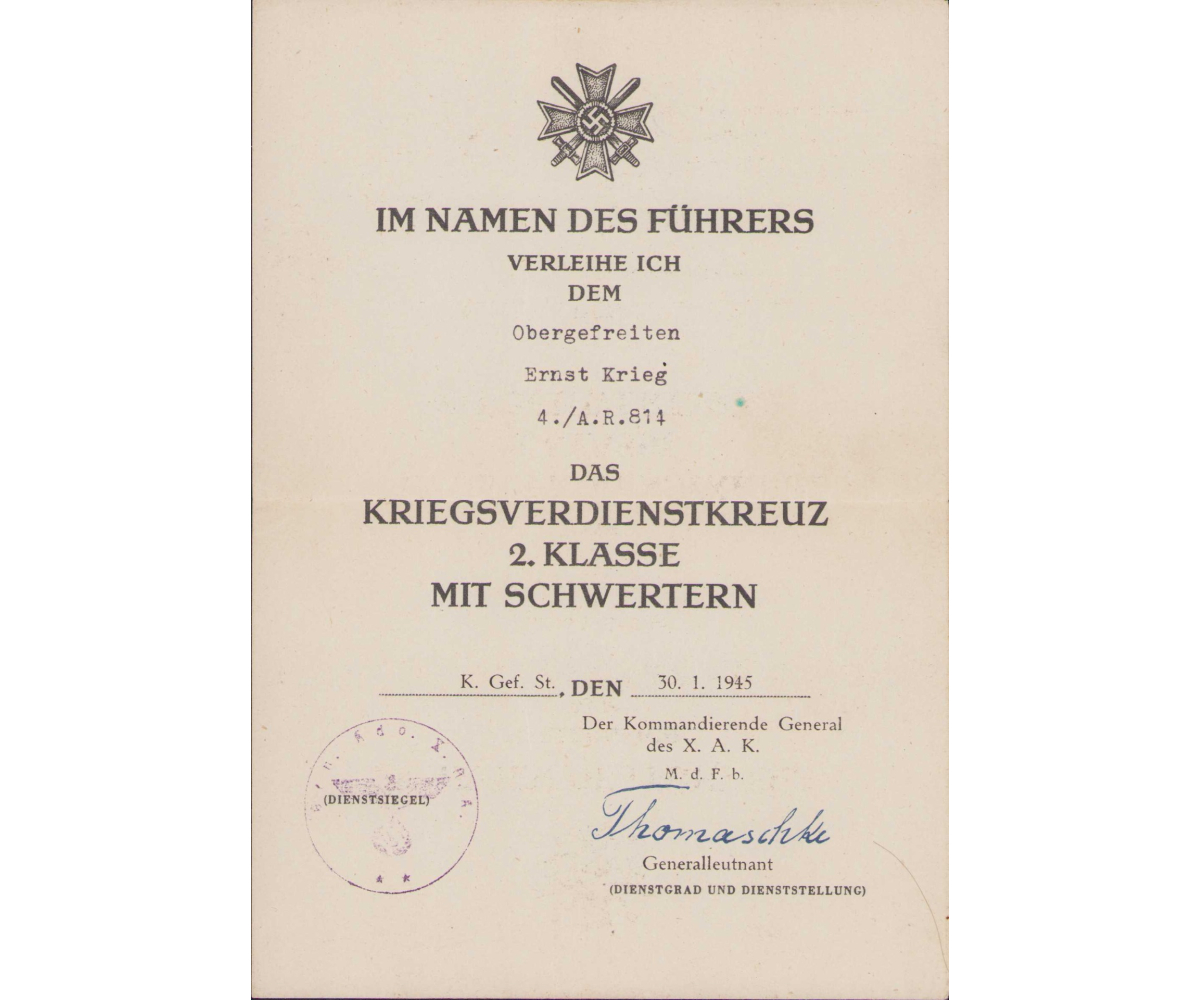 IM NAMEN DES FÜHRERS
VERLEIHE ICH
DEM
Obergefreiten
Ernst Krieg
4./A.R.814
DAS
KRIEGSVERDIENSTKREUZ
2. KLASSE
MIT SCHWERTERN
K. Gef. St., DEN 30. 1. 1945
Der Kommandierende General
des X. A. K.
M. d. F. b.
Thomaschke
Generalleutnant
(DIENSTGRAD UND DIENSTSTELLUNG)
Kdo. X. A.K.
(DIENSTSIEGEL)